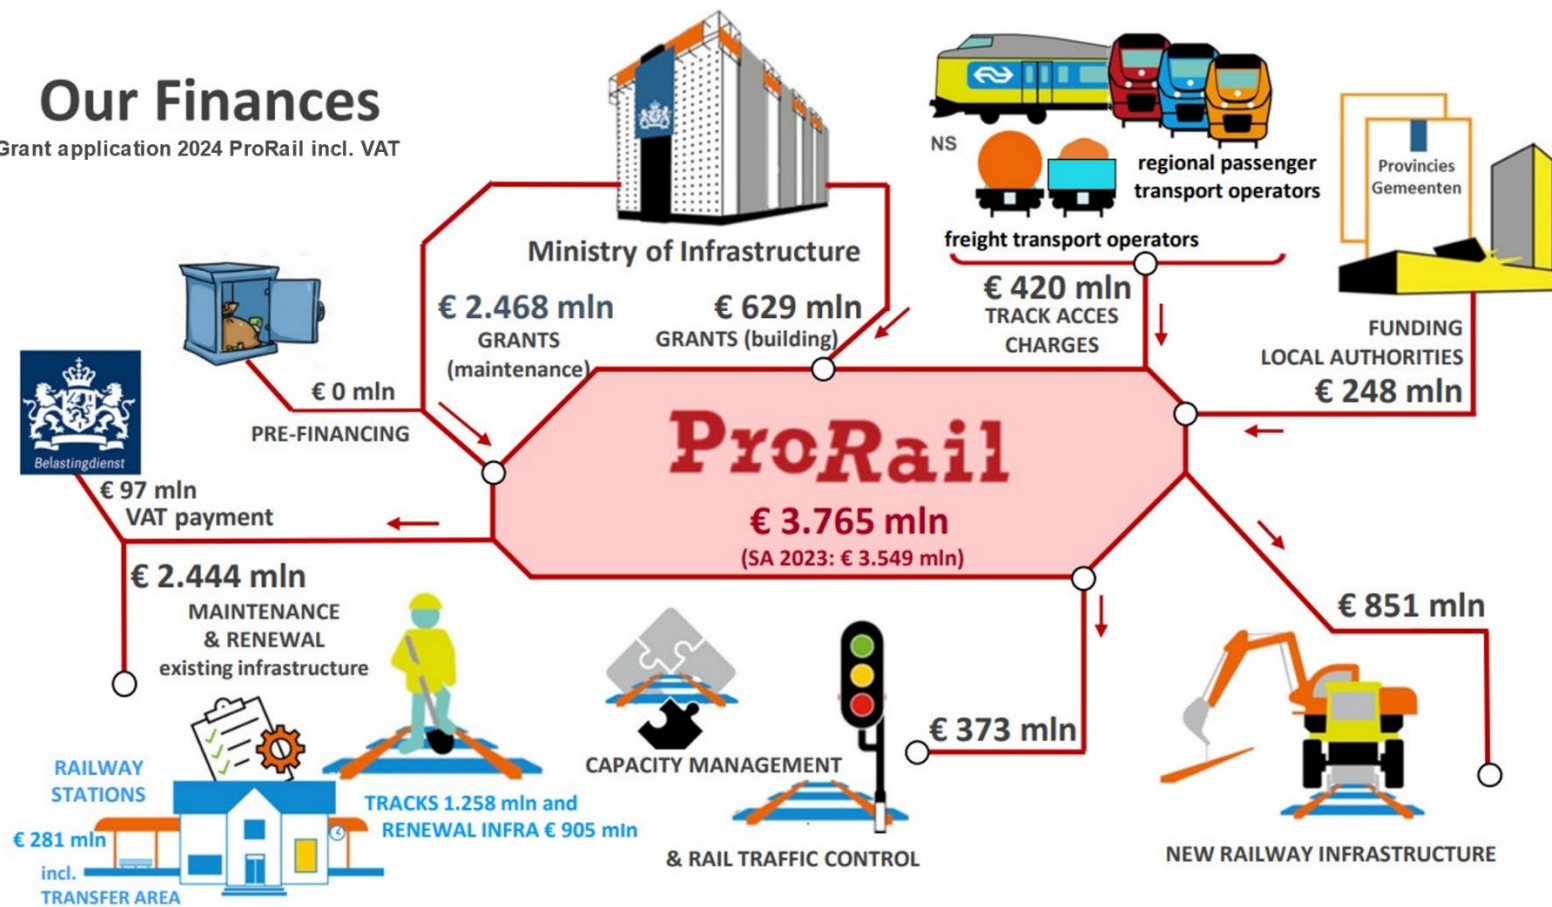 Our Finances
Grant application 2024 ProRail incl. VAT
NS
regional passenger
transport operators
freight transport operators
Provincies
Gemeenten
Ministry of Infrastructure
€ 2.468 mln
GRANTS
(maintenance)
€ 629 mln
GRANTS (building)
€ 420 mln
TRACK ACCES
CHARGES
FUNDING
LOCAL AUTHORITIES
€ 248 mln
€ 0 mln
PRE-FINANCING
Belastingdienst
€ 97 mln
VAT payment
ProRail
€ 3.765 mln
(SA 2023: € 3.549 mln)
€ 2.444 mln
MAINTENANCE
& RENEWAL
existing infrastructure
RAILWAY
STATIONS
€ 281 mln
incl.
TRANSFER AREA
TRACKS 1.258 mln and
RENEWAL INFRA € 905 mln
CAPACITY MANAGEMENT
& RAIL TRAFFIC CONTROL
€ 373 mln
€ 851 mln
NEW RAILWAY INFRASTRUCTURE